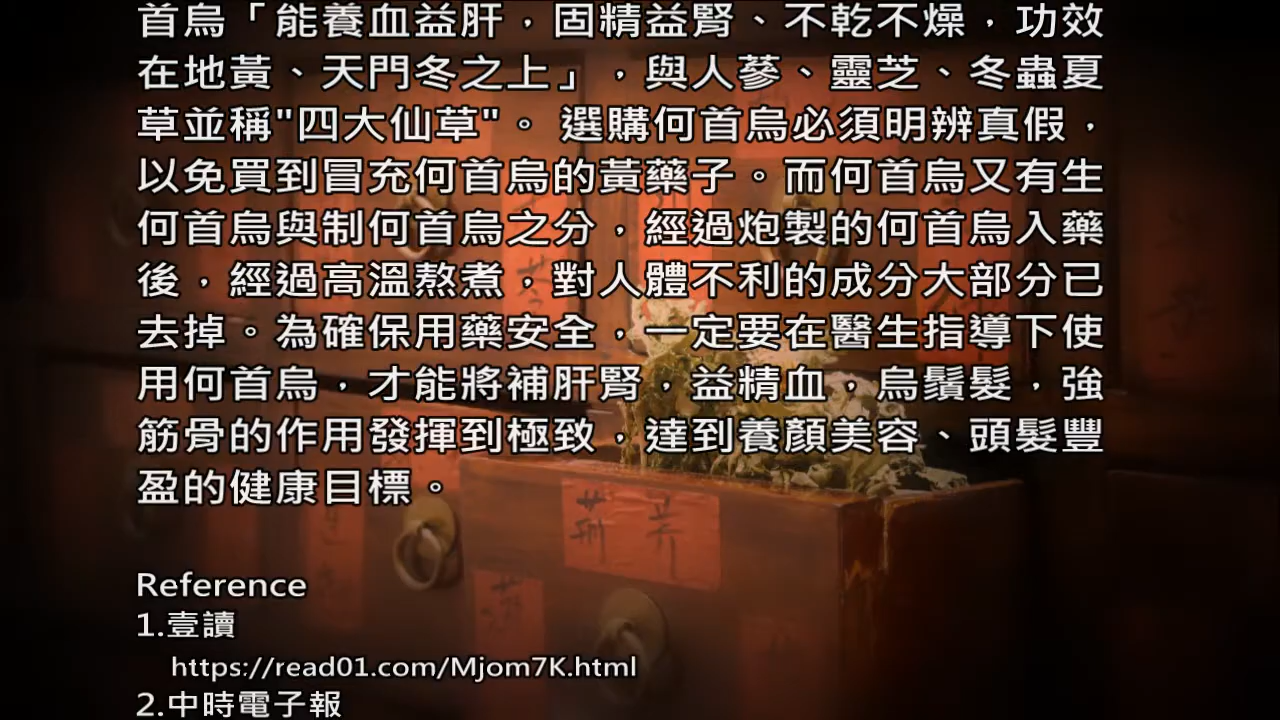 首烏「能養血益肝，固精益腎、不乾不燥，功效
在地黃、天門冬之上」，與人蔘、靈芝、冬蟲夏
草並稱"四大仙草"。 選購何首烏必須明辨真假，
以免買到冒充何首烏的黃藥子。而何首烏又有生
何首烏與制何首烏之分，經過炮製的何首烏入藥
後，經過高溫熬煮，對人體不利的成分大部分已
去掉。為確保用藥安全，一定要在醫生指導下使
用何首烏，才能將補肝腎，益精血，烏鬚髮，強
筋骨的作用發揮到極致，達到養顏美容、頭髮豐
盈的健康目標。
荊 芥
Reference
1.壹讀
https://read01.com/Mjom7K.html
2.中時電子報